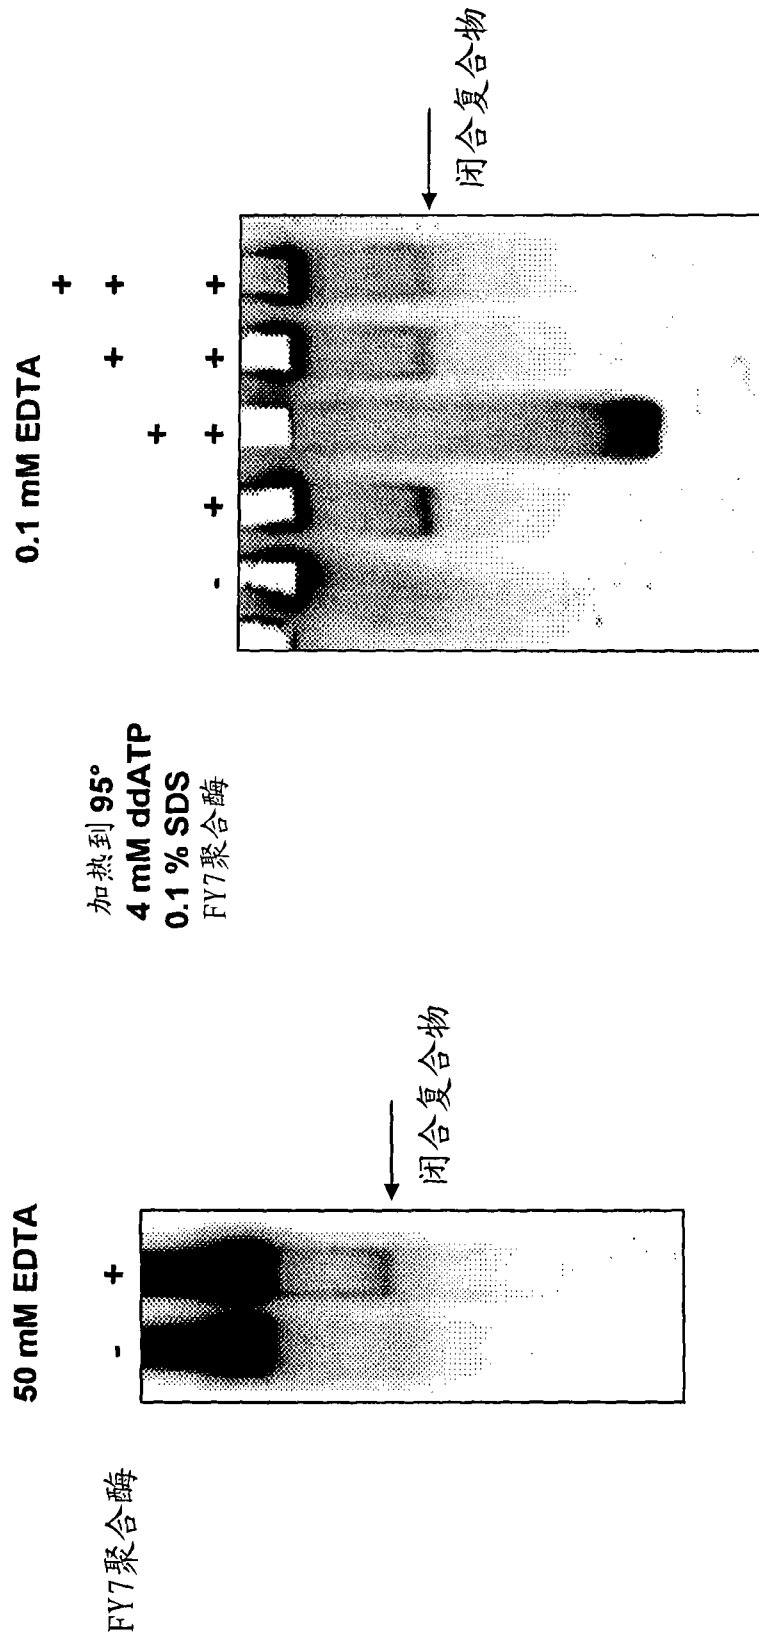 50 mM EDTA
FY7聚合酶 - +
闭合复合物
0.1 mM EDTA
加热到 95° +
4 mM ddATP + +
0.1 % SDS +
FY7聚合酶 - + + + +
闭合复合物